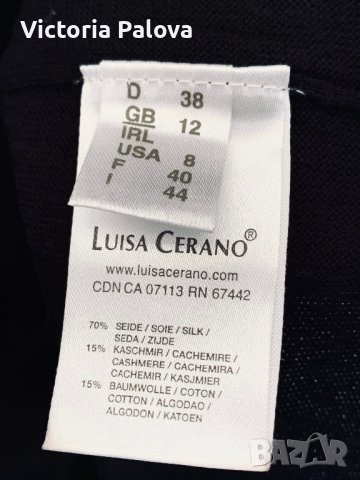 Victoria Palova
D 38
GB
IRL 12
USA 8
F 40
I 44
LUISA CERANO®
www.luisacerano.com
CDN CA 07113 RN 67442
70% SEIDE / SOIE / SILK /
SEDA / ZIJDE
15% KASCHMIR / CACHEMIRE /
CASHMERE / CACHEMIRA /
CACHEMIR / KASJMIER
15% BAUMWOLLE / COTON /
COTTON / ALGODAO /
ALGODON / KATOEN
BAZAR